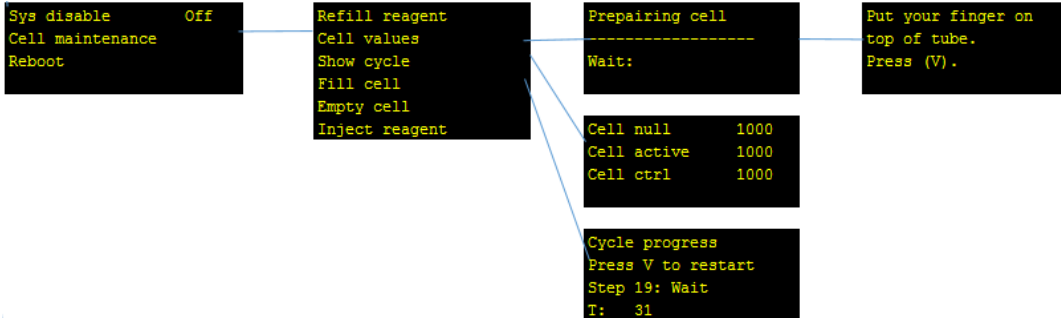 Sys disable Off
Cell maintenance
Reboot
Refill reagent
Cell values
Show cycle
Fill cell
Empty cell
Inject reagent
Prepairing cell
------------------
Wait:
Put your finger on
top of tube.
Press (V).
Cell null 1000
Cell active 1000
Cell ctrl 1000
Cycle progress
Press V to restart
Step 19: Wait
T: 31